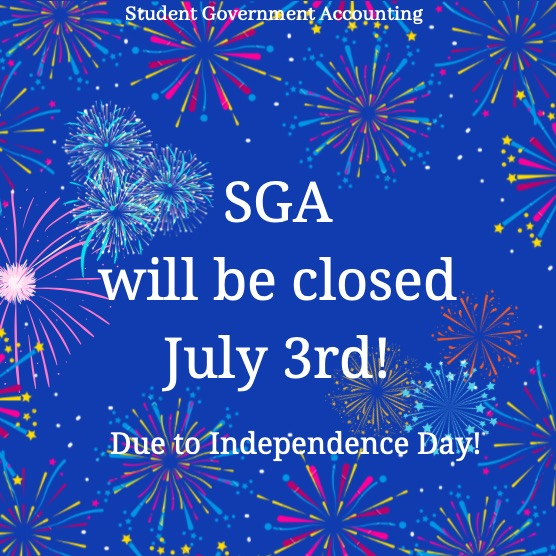 Student Government Accounting
SGA
will be closed
July 3rd!
Due to Independence Day!